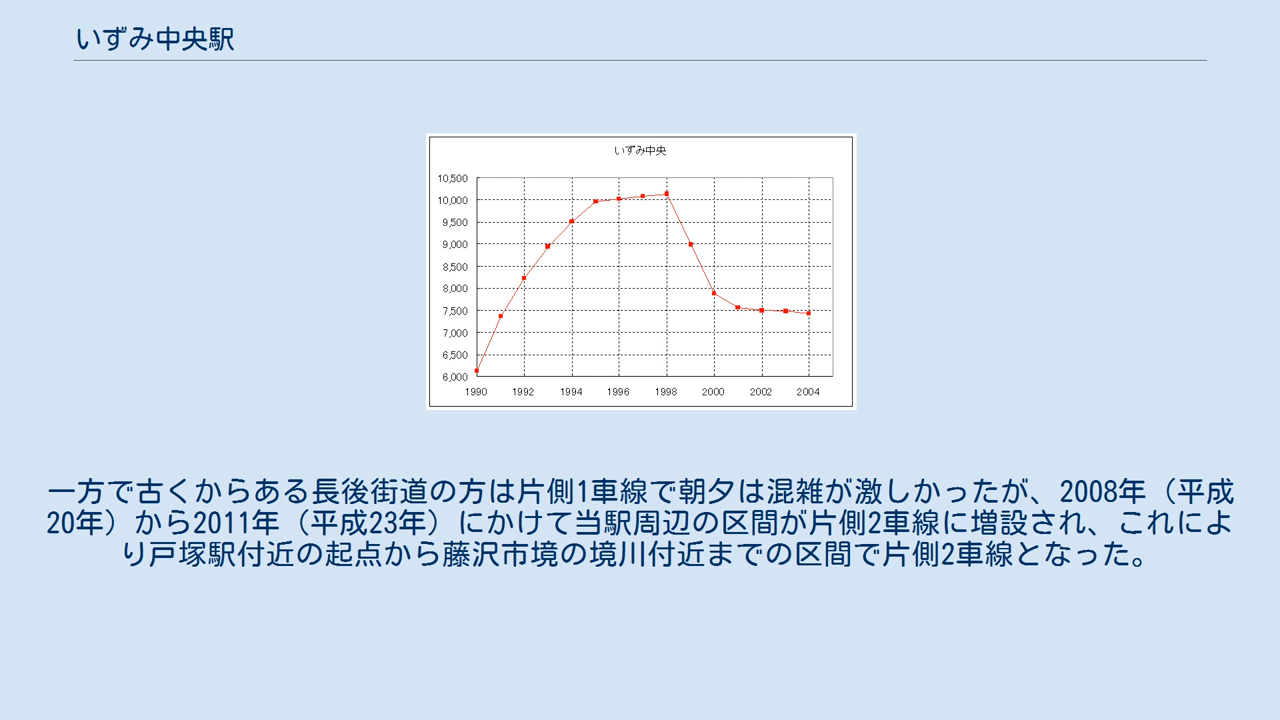 いずみ中央駅
いずみ中央
10,500
10,000
9,500
9,000
8,500
8,000
7,500
7,000
6,500
6,000
1990 1992 1994 1996 1998 2000 2002 2004
一方で古くからある長後街道の方は片側1車線で朝夕は混雑が激しかったが、2008年（平成
20年）から2011年（平成23年）にかけて当駅周辺の区間が片側2車線に増設され、これによ
り戸塚駅付近の起点から藤沢市境の境川付近までの区間で片側2車線となった。